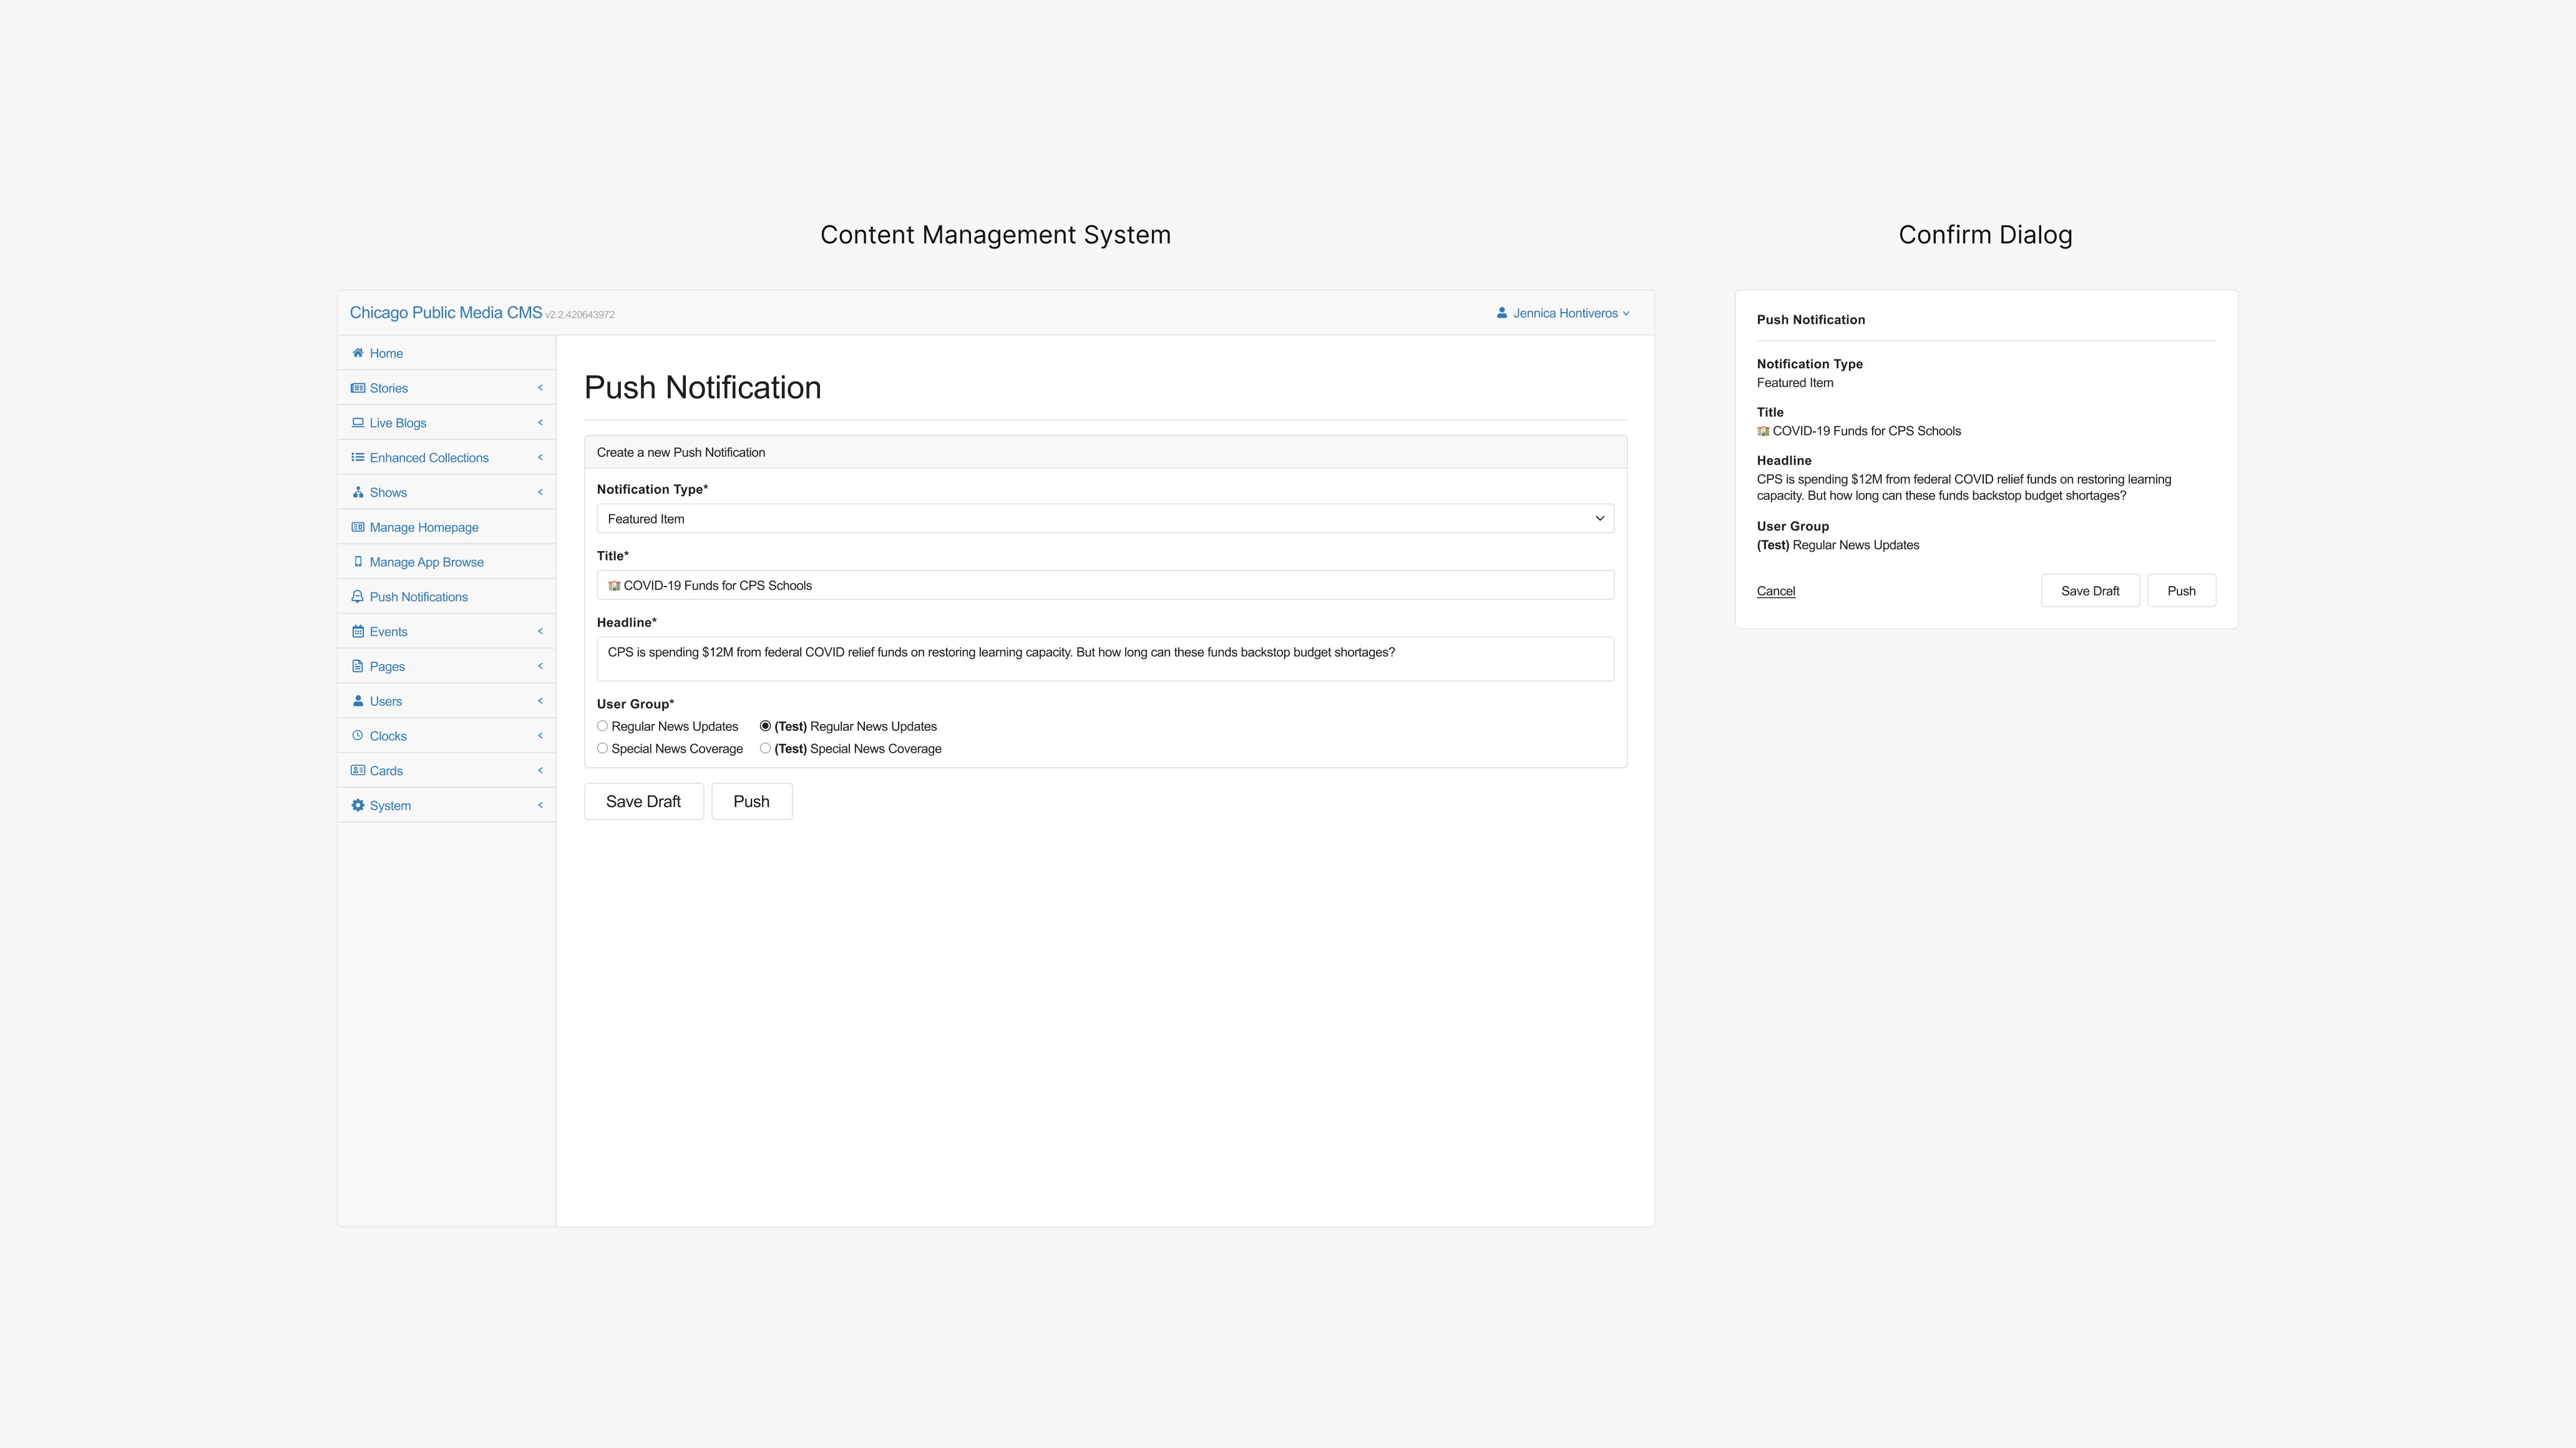 Content Management System
Confirm Dialog
Chicago Public Media CMS v2.2.420643972
Jennica Hontiveros
Home
Stories
Live Blogs
Enhanced Collections
Shows
Manage Homepage
Manage App Browse
Push Notifications
Events
Pages
Users
Clocks
Cards
System
Push Notification
Create a new Push Notification
Notification Type*
Featured Item
Title*
🏫 COVID-19 Funds for CPS Schools
Headline*
CPS is spending $12M from federal COVID relief funds on restoring learning capacity. But how long can these funds backstop budget shortages?
User Group*
Regular News Updates (Test) Regular News Updates
Special News Coverage (Test) Special News Coverage
Save Draft Push
Push Notification
Notification Type
Featured Item
Title
🏫 COVID-19 Funds for CPS Schools
Headline
CPS is spending $12M from federal COVID relief funds on restoring learning
capacity. But how long can these funds backstop budget shortages?
User Group
(Test) Regular News Updates
Cancel Save Draft Push